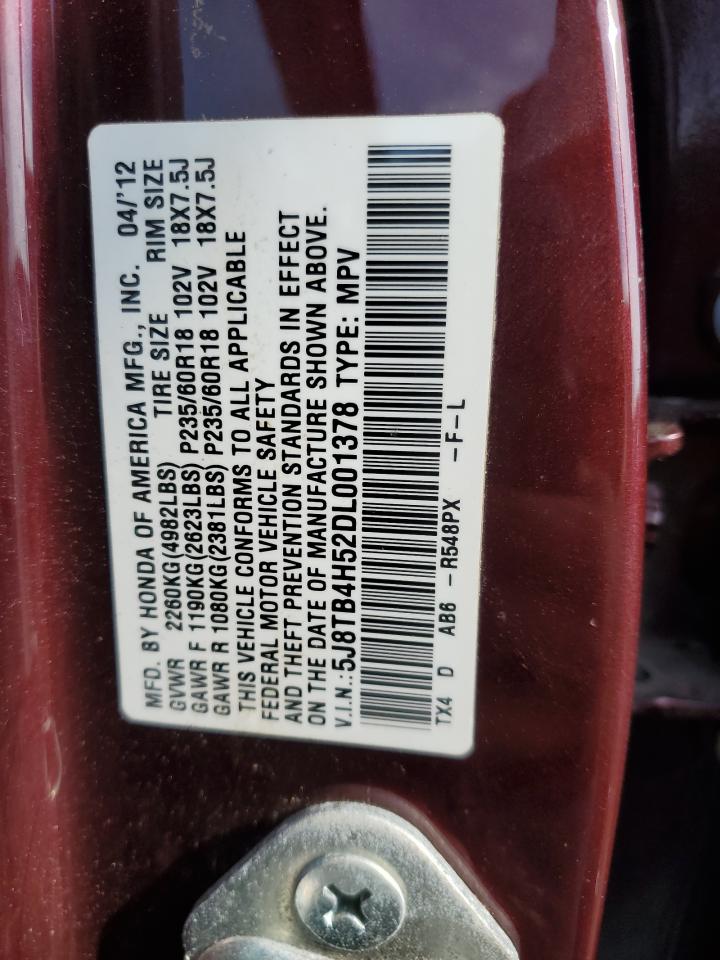 MFD. BY HONDA OF AMERICA MFG., INC. 04/'12
GVWR 2260KG(4982LBS) TIRE SIZE RIM SIZE
GAWR F 1190KG(2623LBS) P235/60R18 102V 18X7.5J
GAWR R 1080KG(2381LBS) P235/60R18 102V 18X7.5J
THIS VEHICLE CONFORMS TO ALL APPLICABLE
FEDERAL MOTOR VEHICLE SAFETY
AND THEFT PREVENTION STANDARDS IN EFFECT
ON THE DATE OF MANUFACTURE SHOWN ABOVE.
V.I.N.:5J8TB4H52DL001378 TYPE: MPV
TX4 D AB6 -R548PX -F-L